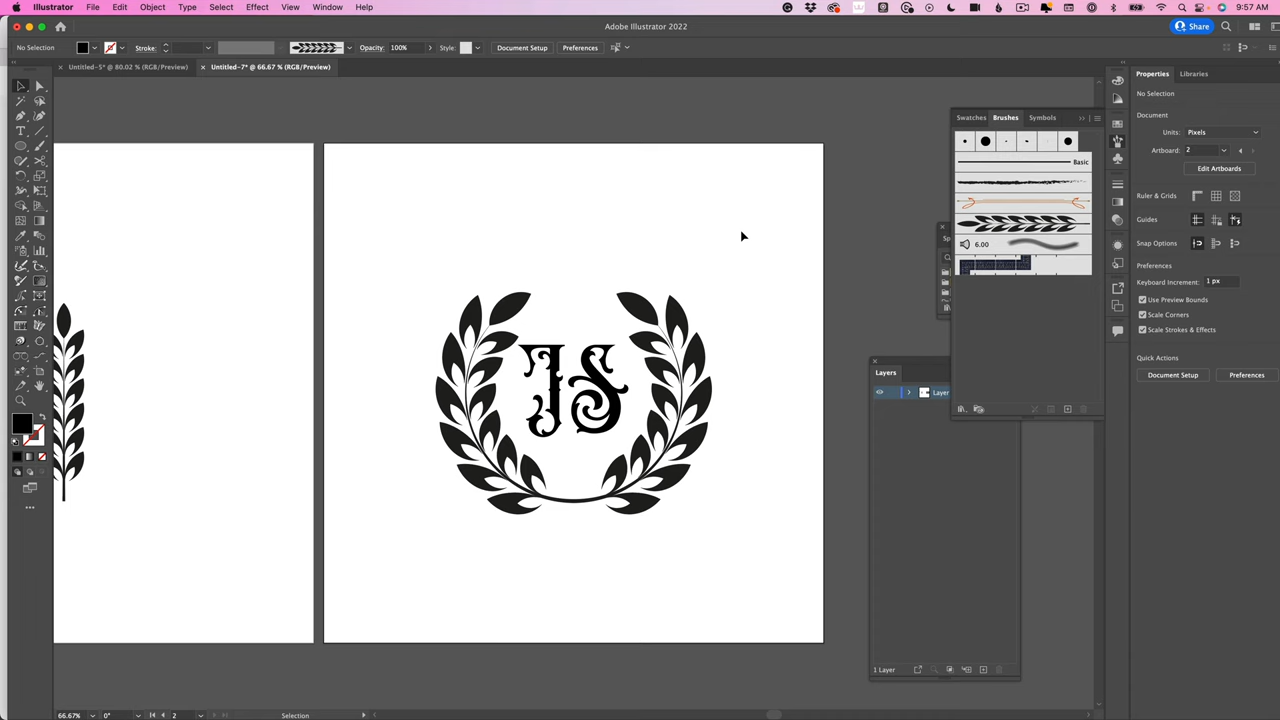 Illustrator File Edit Object Type Select Effect View Window Help 9:57 AM
Adobe Illustrator 2022 Share
No Selection Stroke: Opacity: 100% Style: Document Setup Preferences
Untitled-5* @ 80.02 % (RGB/Preview) Untitled-7* @ 66.67 % (RGB/Preview)
Properties Libraries
No Selection
Document
Units: Pixels
Artboard: 2
Edit Artboards
Ruler & Grids
Guides
Snap Options
Preferences
Keyboard Increment: 1 px
Use Preview Bounds
Scale Corners
Scale Strokes & Effects
Quick Actions
Document Setup Preferences
Swatches Brushes Symbols
Basic
6.00
JS
Layers
Layer
1 Layer
66.67% 0° 2 Selection